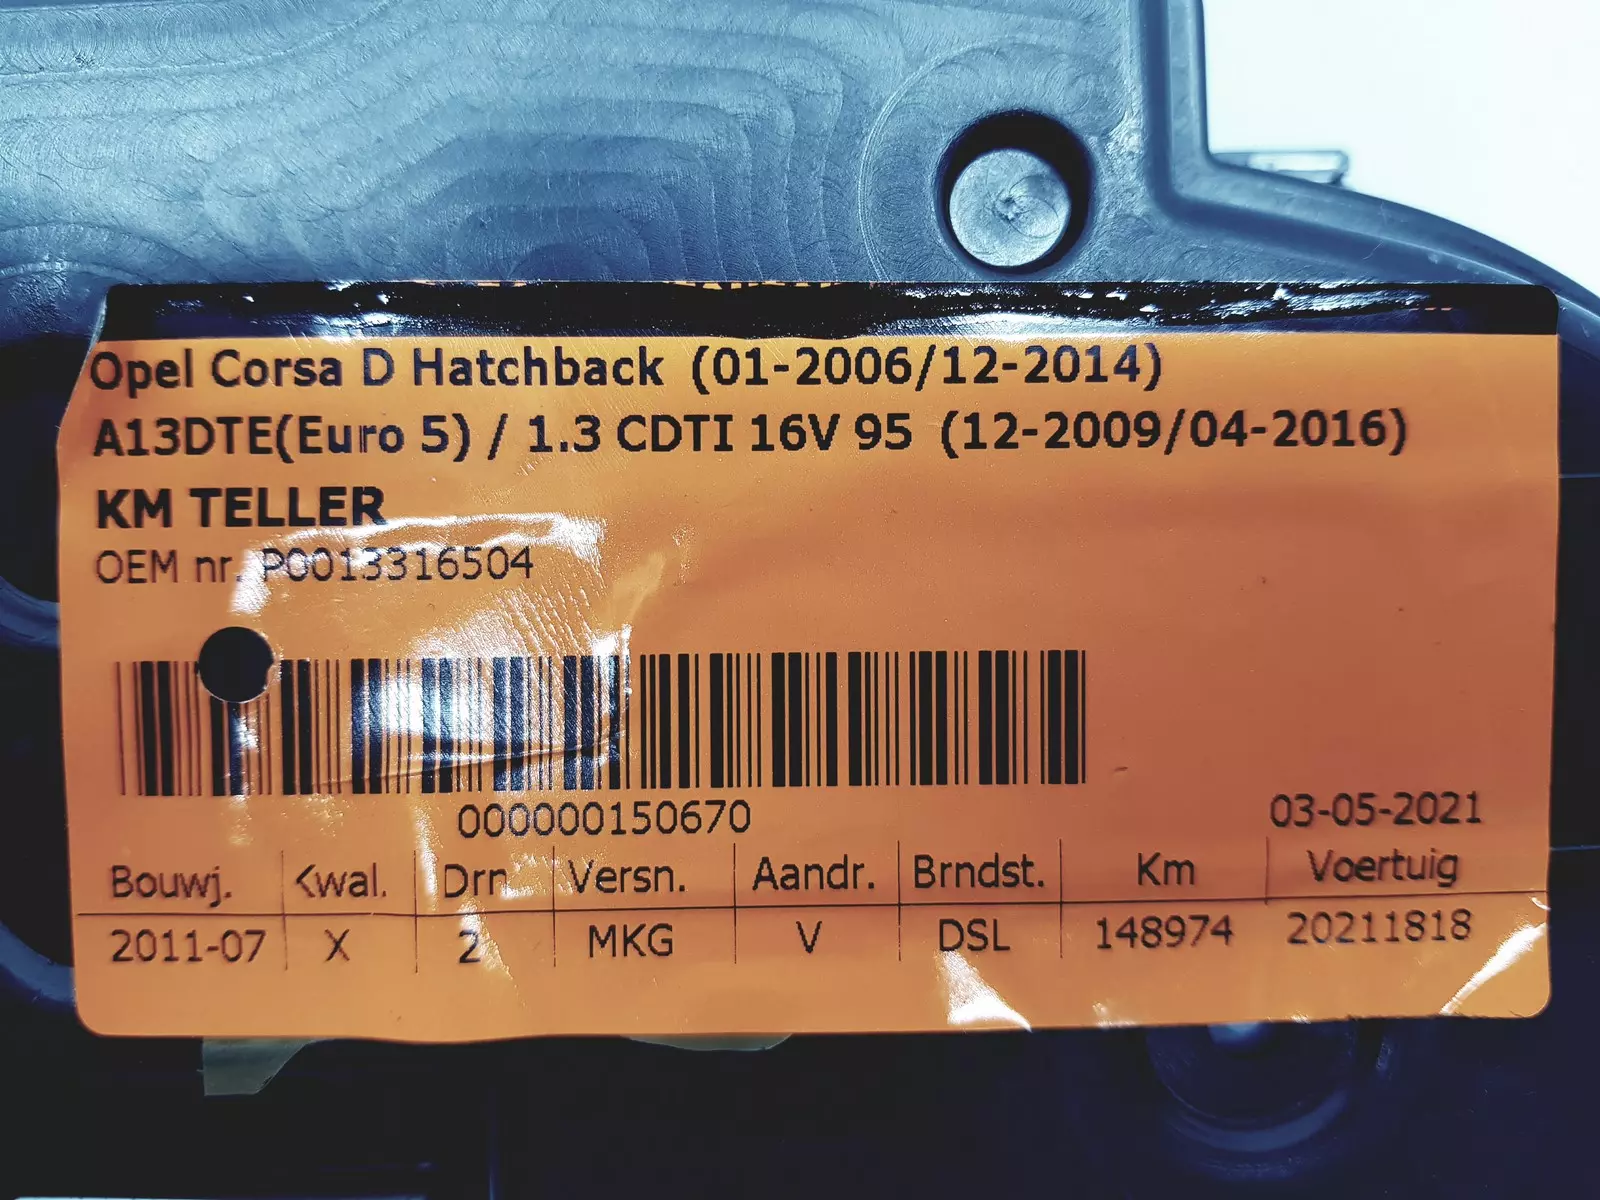 Opel Corsa D Hatchback (01-2006/12-2014)
A13DTE(Euro 5) / 1.3 CDTI 16V 95 (12-2009/04-2016)
KM TELLER
OEM nr. P0013316504
000000150670
03-05-2021
Bouwj. Kwal. Drn Versn. Aandr. Brndst. Km Voertuig
2011-07 X 2 MKG V DSL 148974 20211818